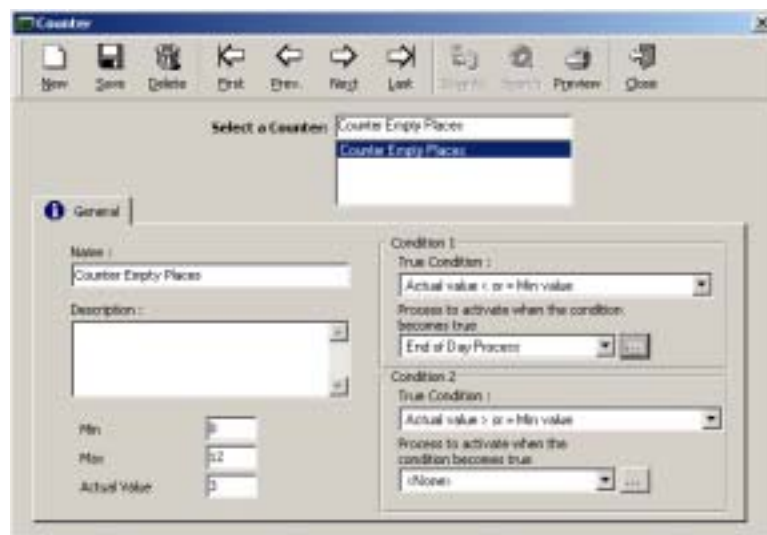 Counter
New Save Delete First Prev. Next Last Preview Close
Select a Counter: Counter Empty Places
Counter Empty Places
General
Name :
Counter Empty Places
Description :
Min
Max 12
Actual Value
Condition 1
True Condition :
Actual value < or = Min value
Process to activate when the condition
becomes true
End of Day Process ...
Condition 2
True Condition :
Actual value > or = Min value
Process to activate when the
condition becomes true
<None> ...